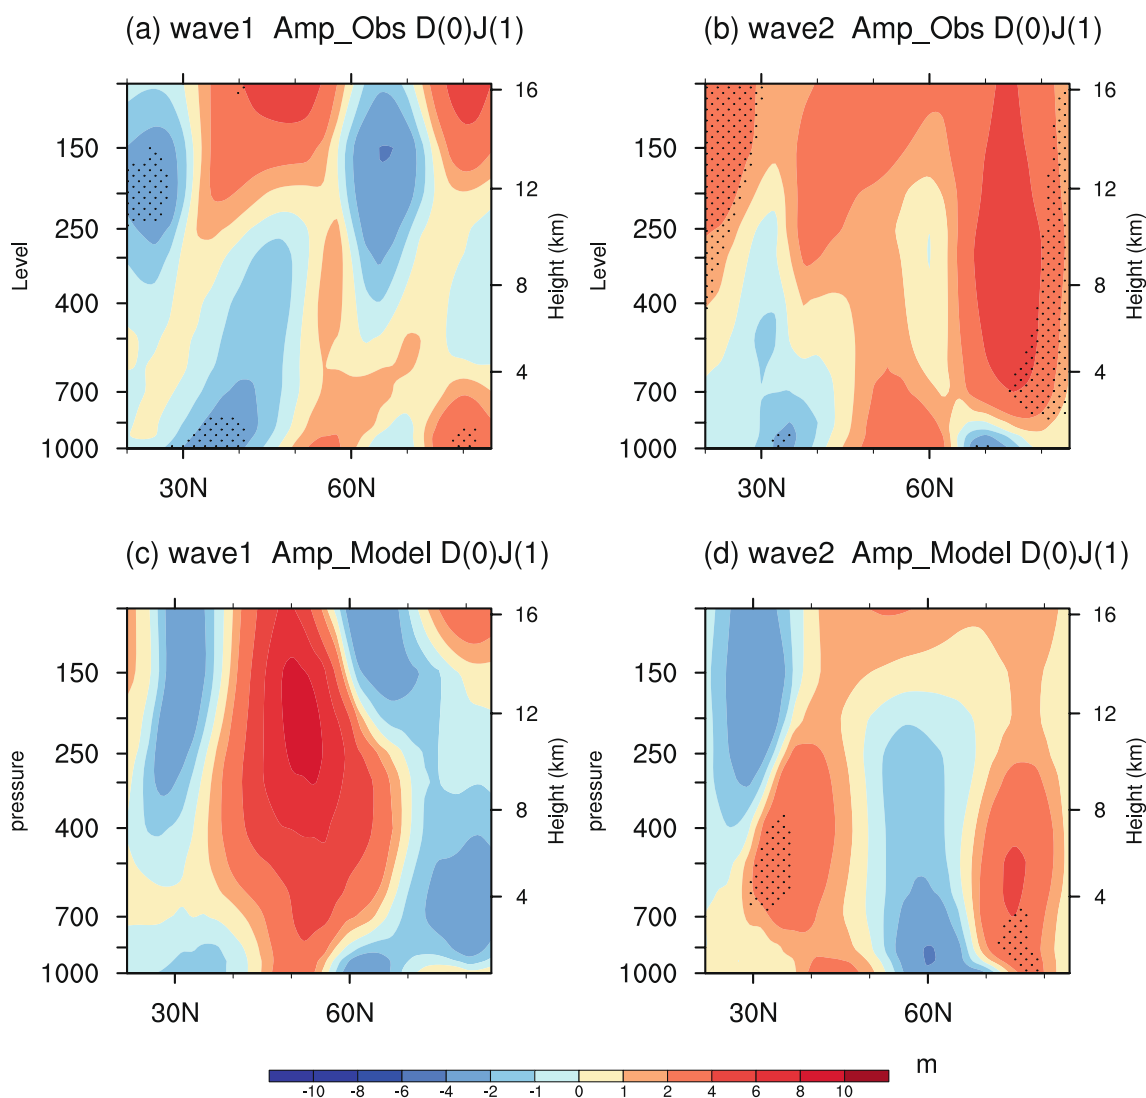 (a) wave1 Amp_Obs D(0)J(1)
(b) wave2 Amp_Obs D(0)J(1)
150
250
400
700
1000
Level
16
12
8
4
Height (km)
30N
60N
150
250
400
700
1000
Level
16
12
8
4
Height (km)
30N
60N
(c) wave1 Amp_Model D(0)J(1)
(d) wave2 Amp_Model D(0)J(1)
150
250
400
700
1000
pressure
16
12
8
4
Height (km)
30N
60N
150
250
400
700
1000
pressure
16
12
8
4
Height (km)
30N
60N
m
-10 -8 -6 -4 -2 -1 0 1 2 4 6 8 10